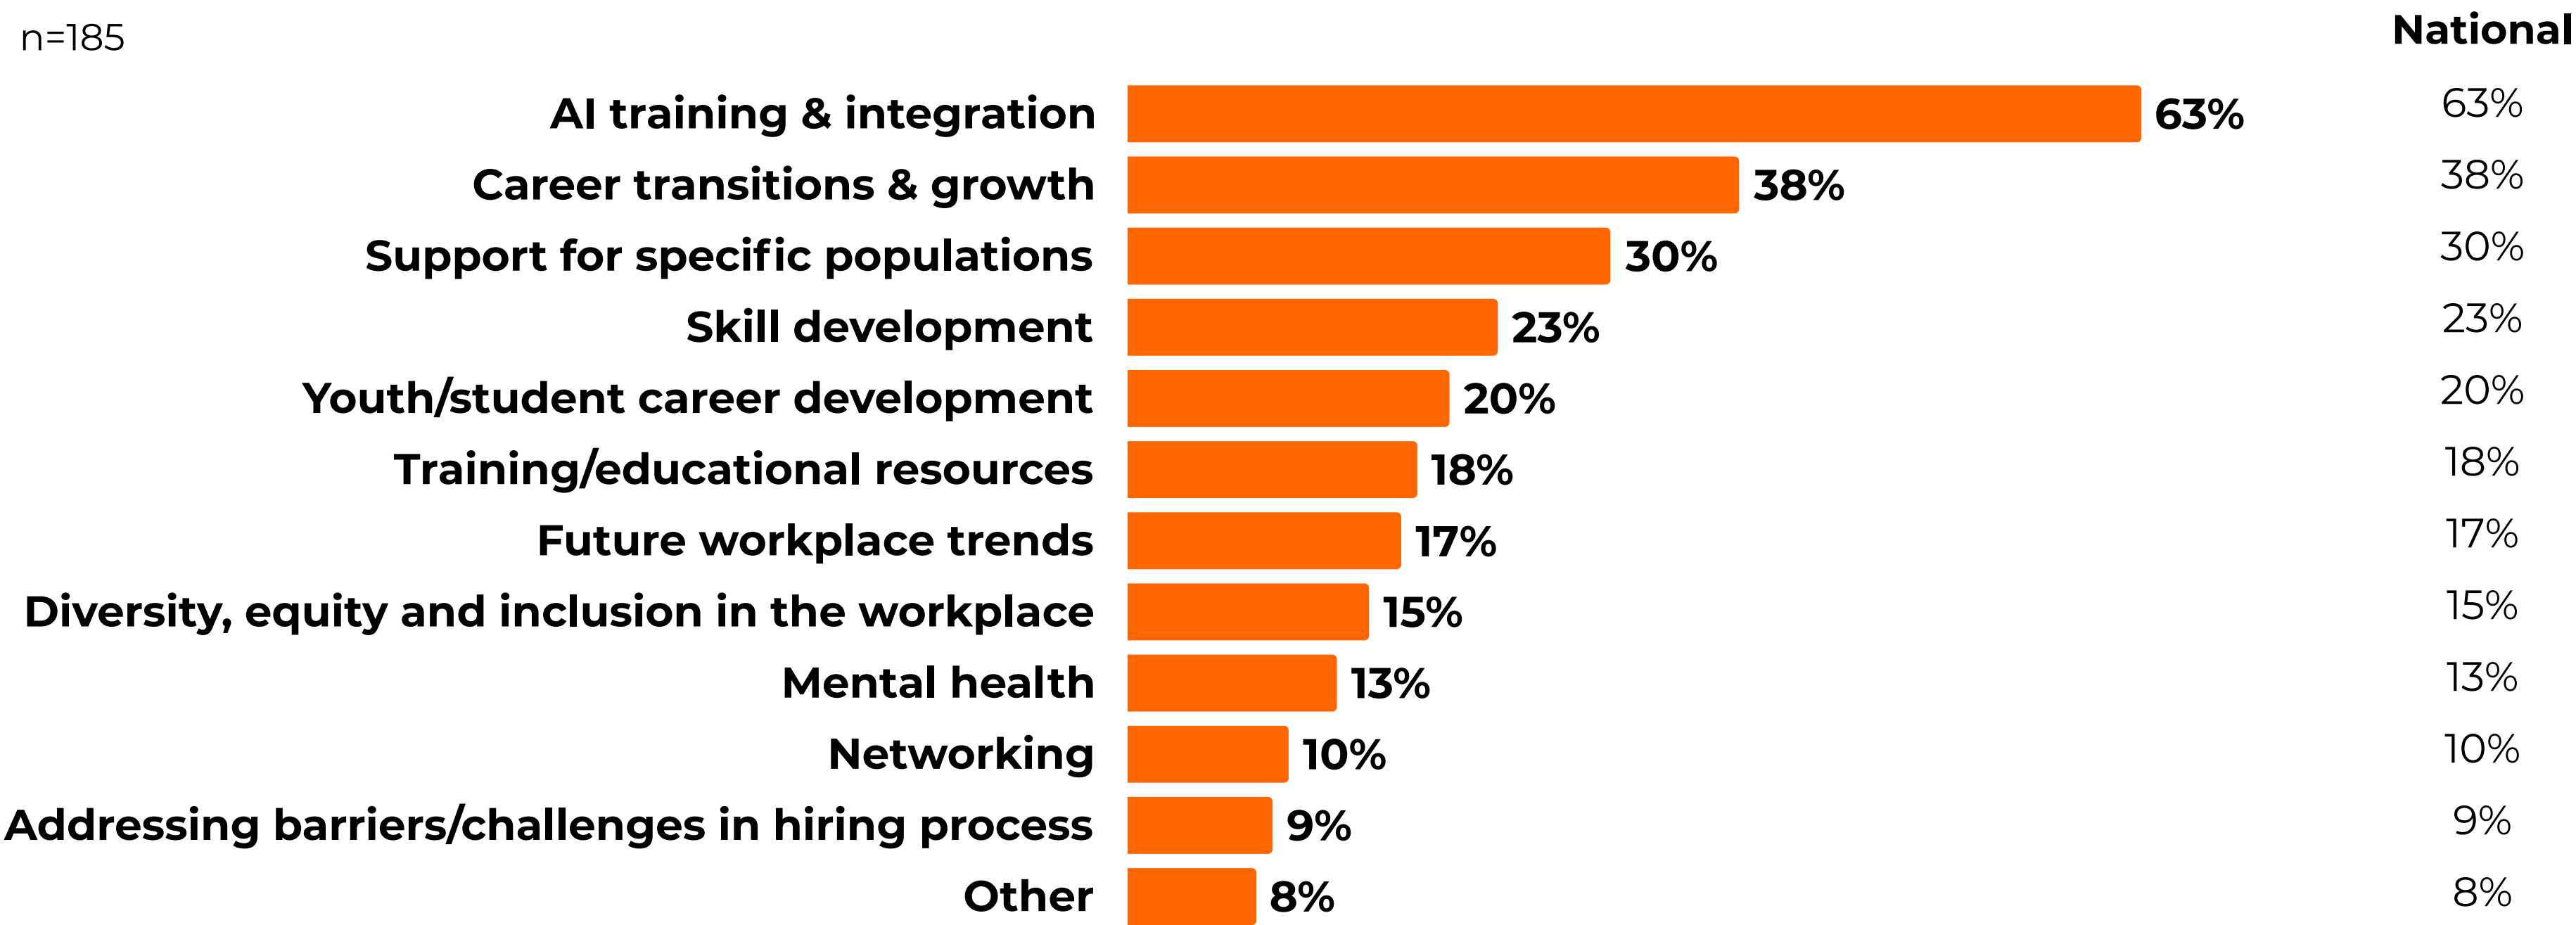 n=185 National
AI training & integration 63% 63%
Career transitions & growth 38% 38%
Support for specific populations 30% 30%
Skill development 23% 23%
Youth/student career development 20% 20%
Training/educational resources 18% 18%
Future workplace trends 17% 17%
Diversity, equity and inclusion in the workplace 15% 15%
Mental health 13% 13%
Networking 10% 10%
Addressing barriers/challenges in hiring process 9% 9%
Other 8% 8%